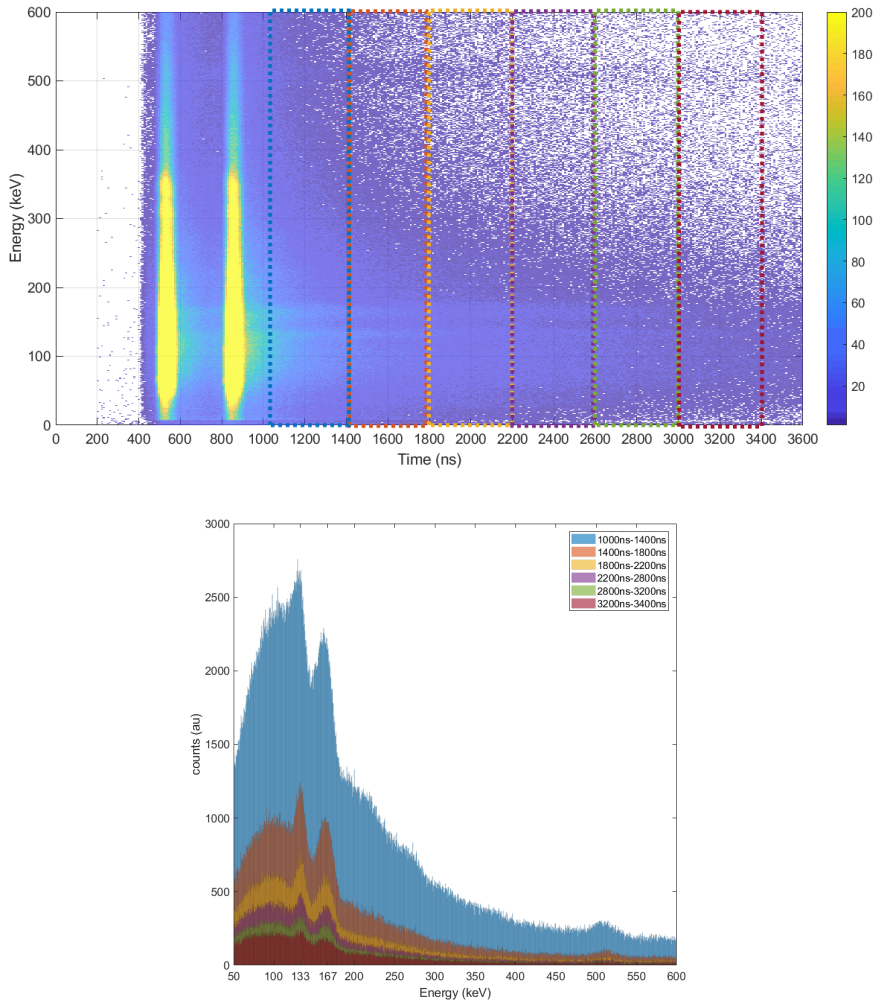 600
500
400
300
200
100
0
Energy (keV)
0 200 400 600 800 1000 1200 1400 1600 1800 2000 2200 2400 2600 2800 3000 3200 3400 3600
Time (ns)
200
180
160
140
120
100
80
60
40
20
3000
2500
2000
1500
1000
500
0
counts (au)
1000ns-1400ns
1400ns-1800ns
1800ns-2200ns
2200ns-2800ns
2800ns-3200ns
3200ns-3400ns
50 100 133 167 200 250 300 350 400 450 500 550 600
Energy (keV)